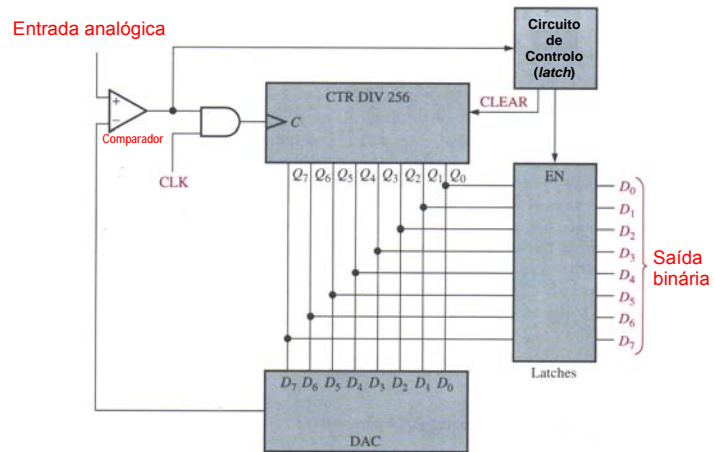 Entrada analógica
Circuito
de
Controlo
(latch)
+
−
Comparador
CLK
CTR DIV 256
C
CLEAR
Q7 Q6 Q5 Q4 Q3 Q2 Q1 Q0
EN
D0
D1
D2
D3
D4
D5
D6
D7
Saída
binária
Latches
D7 D6 D5 D4 D3 D2 D1 D0
DAC